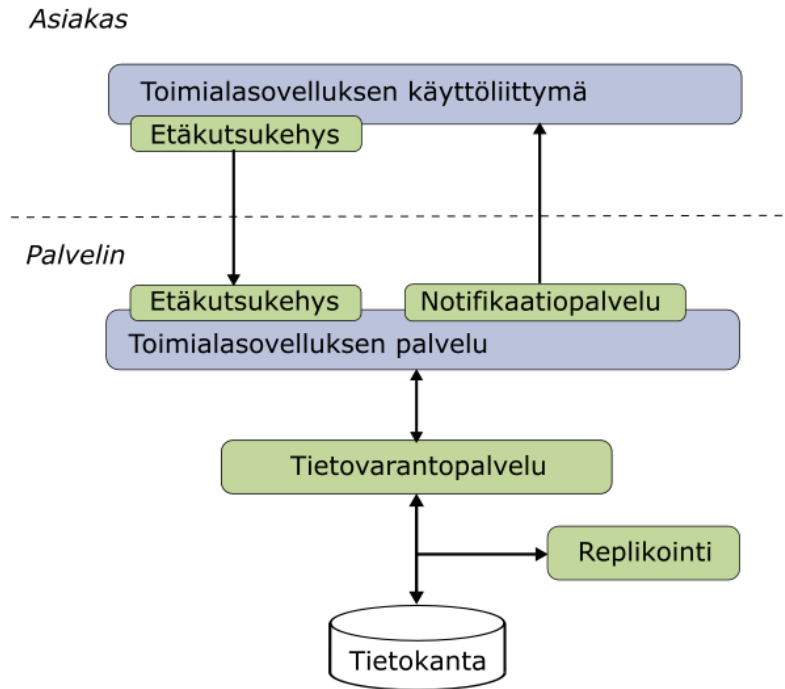 Asiakas
Toimialasovelluksen käyttöliittymä
Etäkutsukehys
Palvelin
Etäkutsukehys
Notifikaatiopalvelu
Toimialasovelluksen palvelu
Tietovarantopalvelu
Replikointi
Tietokanta